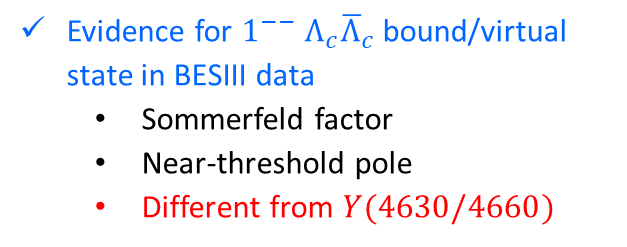 ✓ Evidence for 1⁻⁻ Λ_c Λ̄_c bound/virtual
state in BESIII data
• Sommerfeld factor
• Near-threshold pole
• Different from Y(4630/4660)